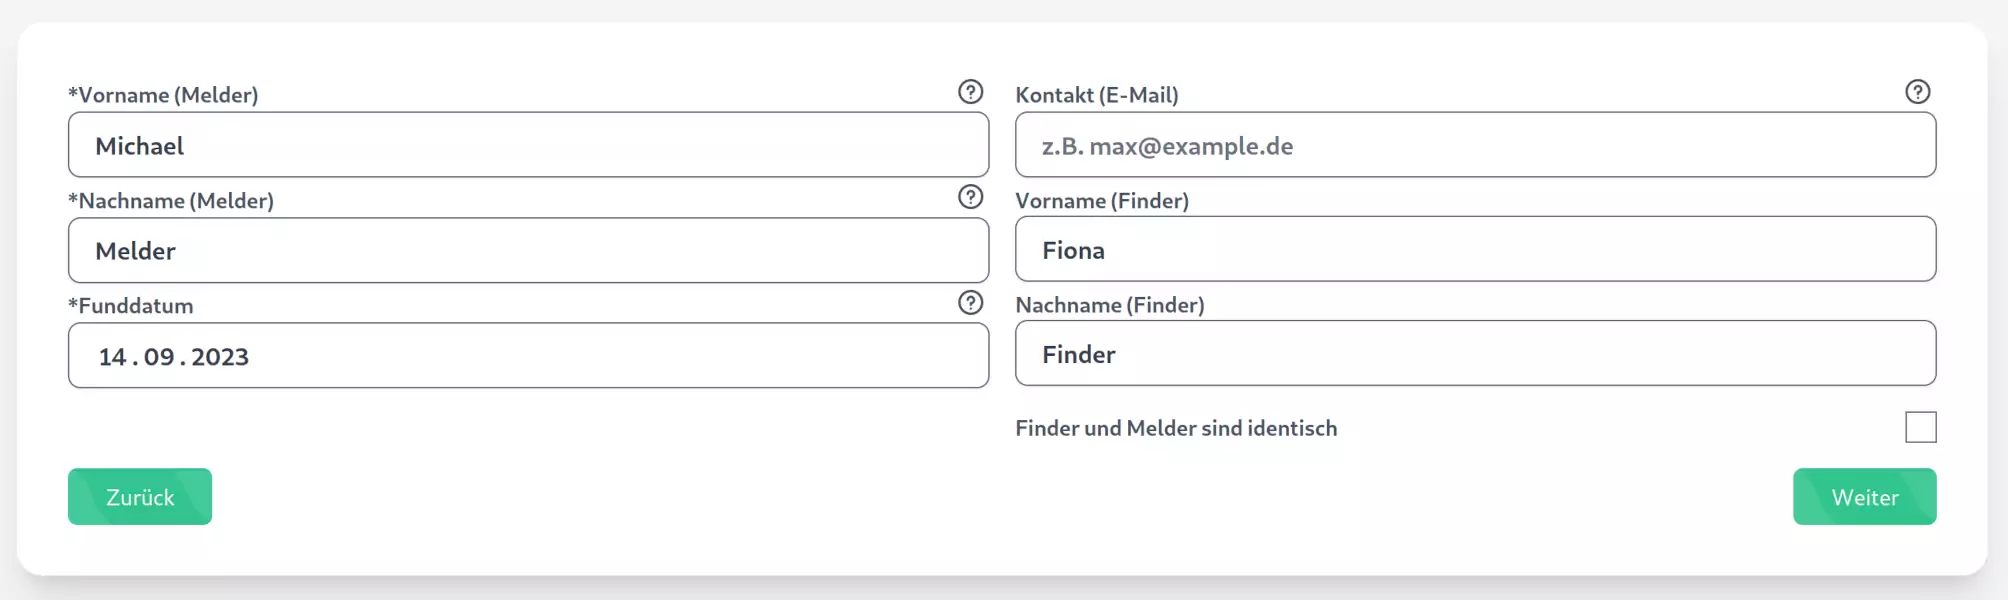 *Vorname (Melder)
Michael
*Nachname (Melder)
Melder
*Funddatum
14.09.2023
Kontakt (E-Mail)
z.B. max@example.de
Vorname (Finder)
Fiona
Nachname (Finder)
Finder
Finder und Melder sind identisch
Zurück
Weiter